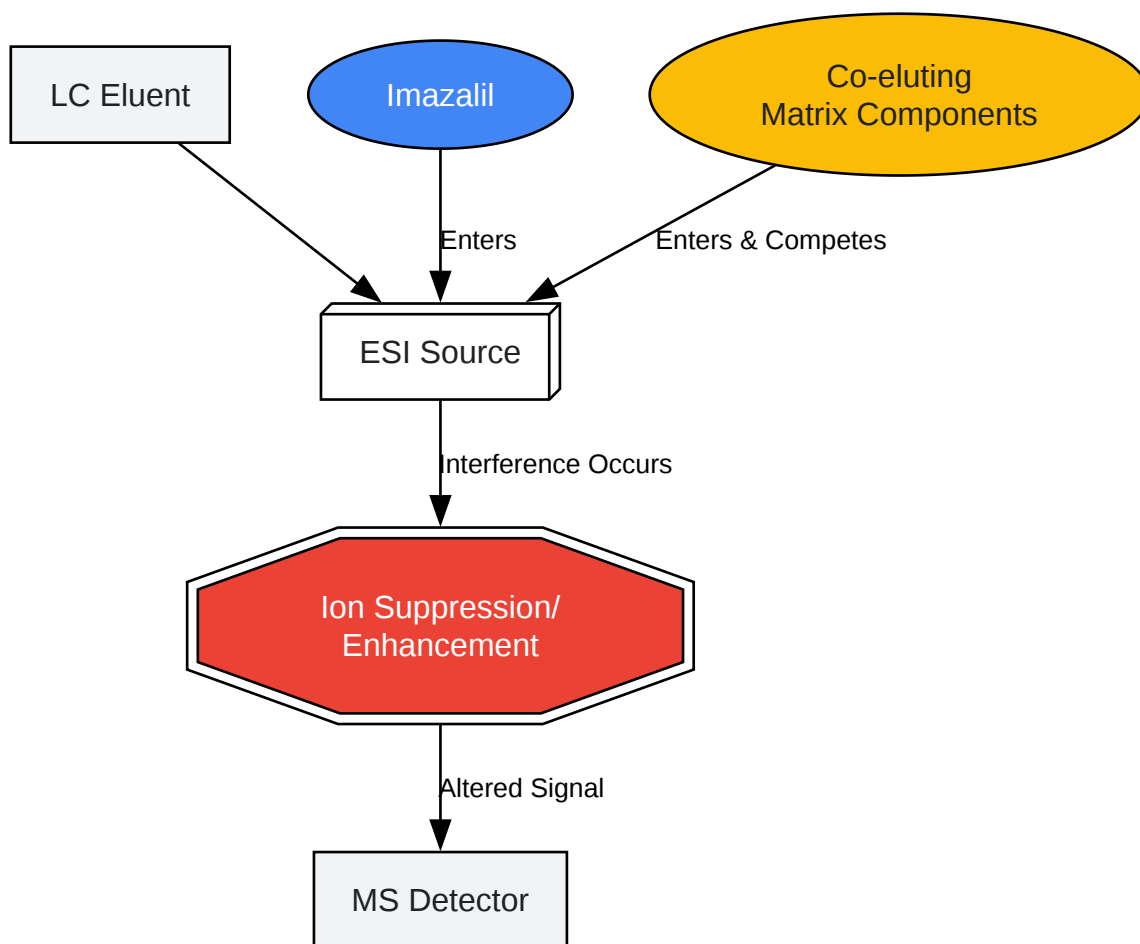 LC Eluent
Imazalil
Co-eluting
Matrix Components
Enters
Enters & Competes
ESI Source
Interference Occurs
Ion Suppression/
Enhancement
Altered Signal
MS Detector